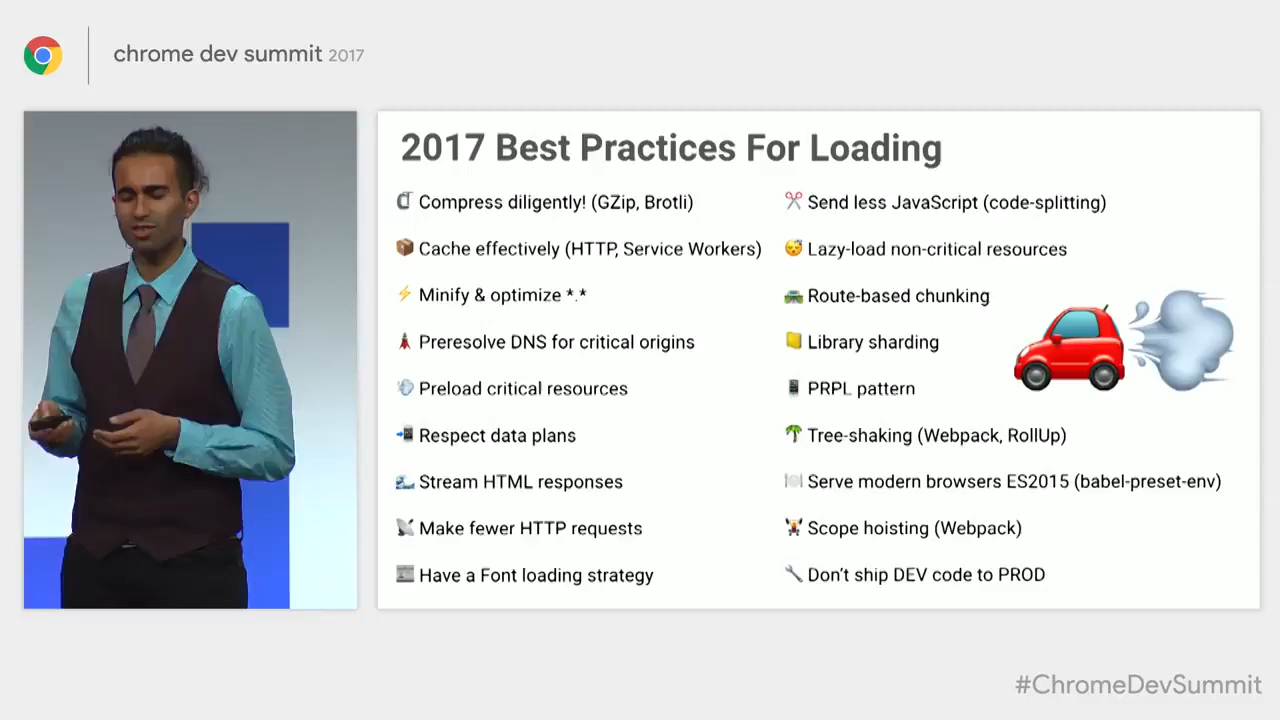 chrome dev summit 2017
2017 Best Practices For Loading
Compress diligently! (GZip, Brotli)
Cache effectively (HTTP, Service Workers)
Minify & optimize *.*
Preresolve DNS for critical origins
Preload critical resources
Respect data plans
Stream HTML responses
Make fewer HTTP requests
Have a Font loading strategy
Send less JavaScript (code-splitting)
Lazy-load non-critical resources
Route-based chunking
Library sharding
PRPL pattern
Tree-shaking (Webpack, RollUp)
Serve modern browsers ES2015 (babel-preset-env)
Scope hoisting (Webpack)
Don’t ship DEV code to PROD
#ChromeDevSummit